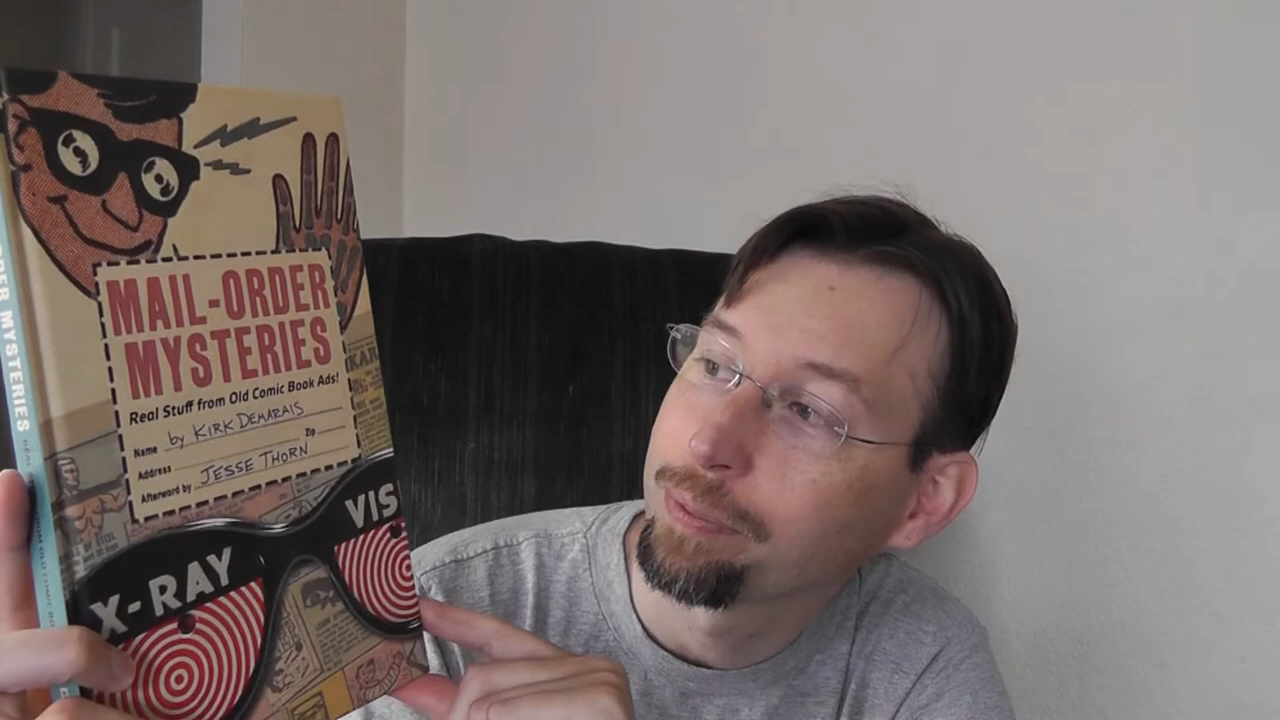 MAIL-ORDER
MYSTERIES
Real Stuff from Old Comic Book Ads!
Name by KIRK DEMARAIS
Zip
Address
Afterword by JESSE THORN
X-RAY VIS
MYSTERIES